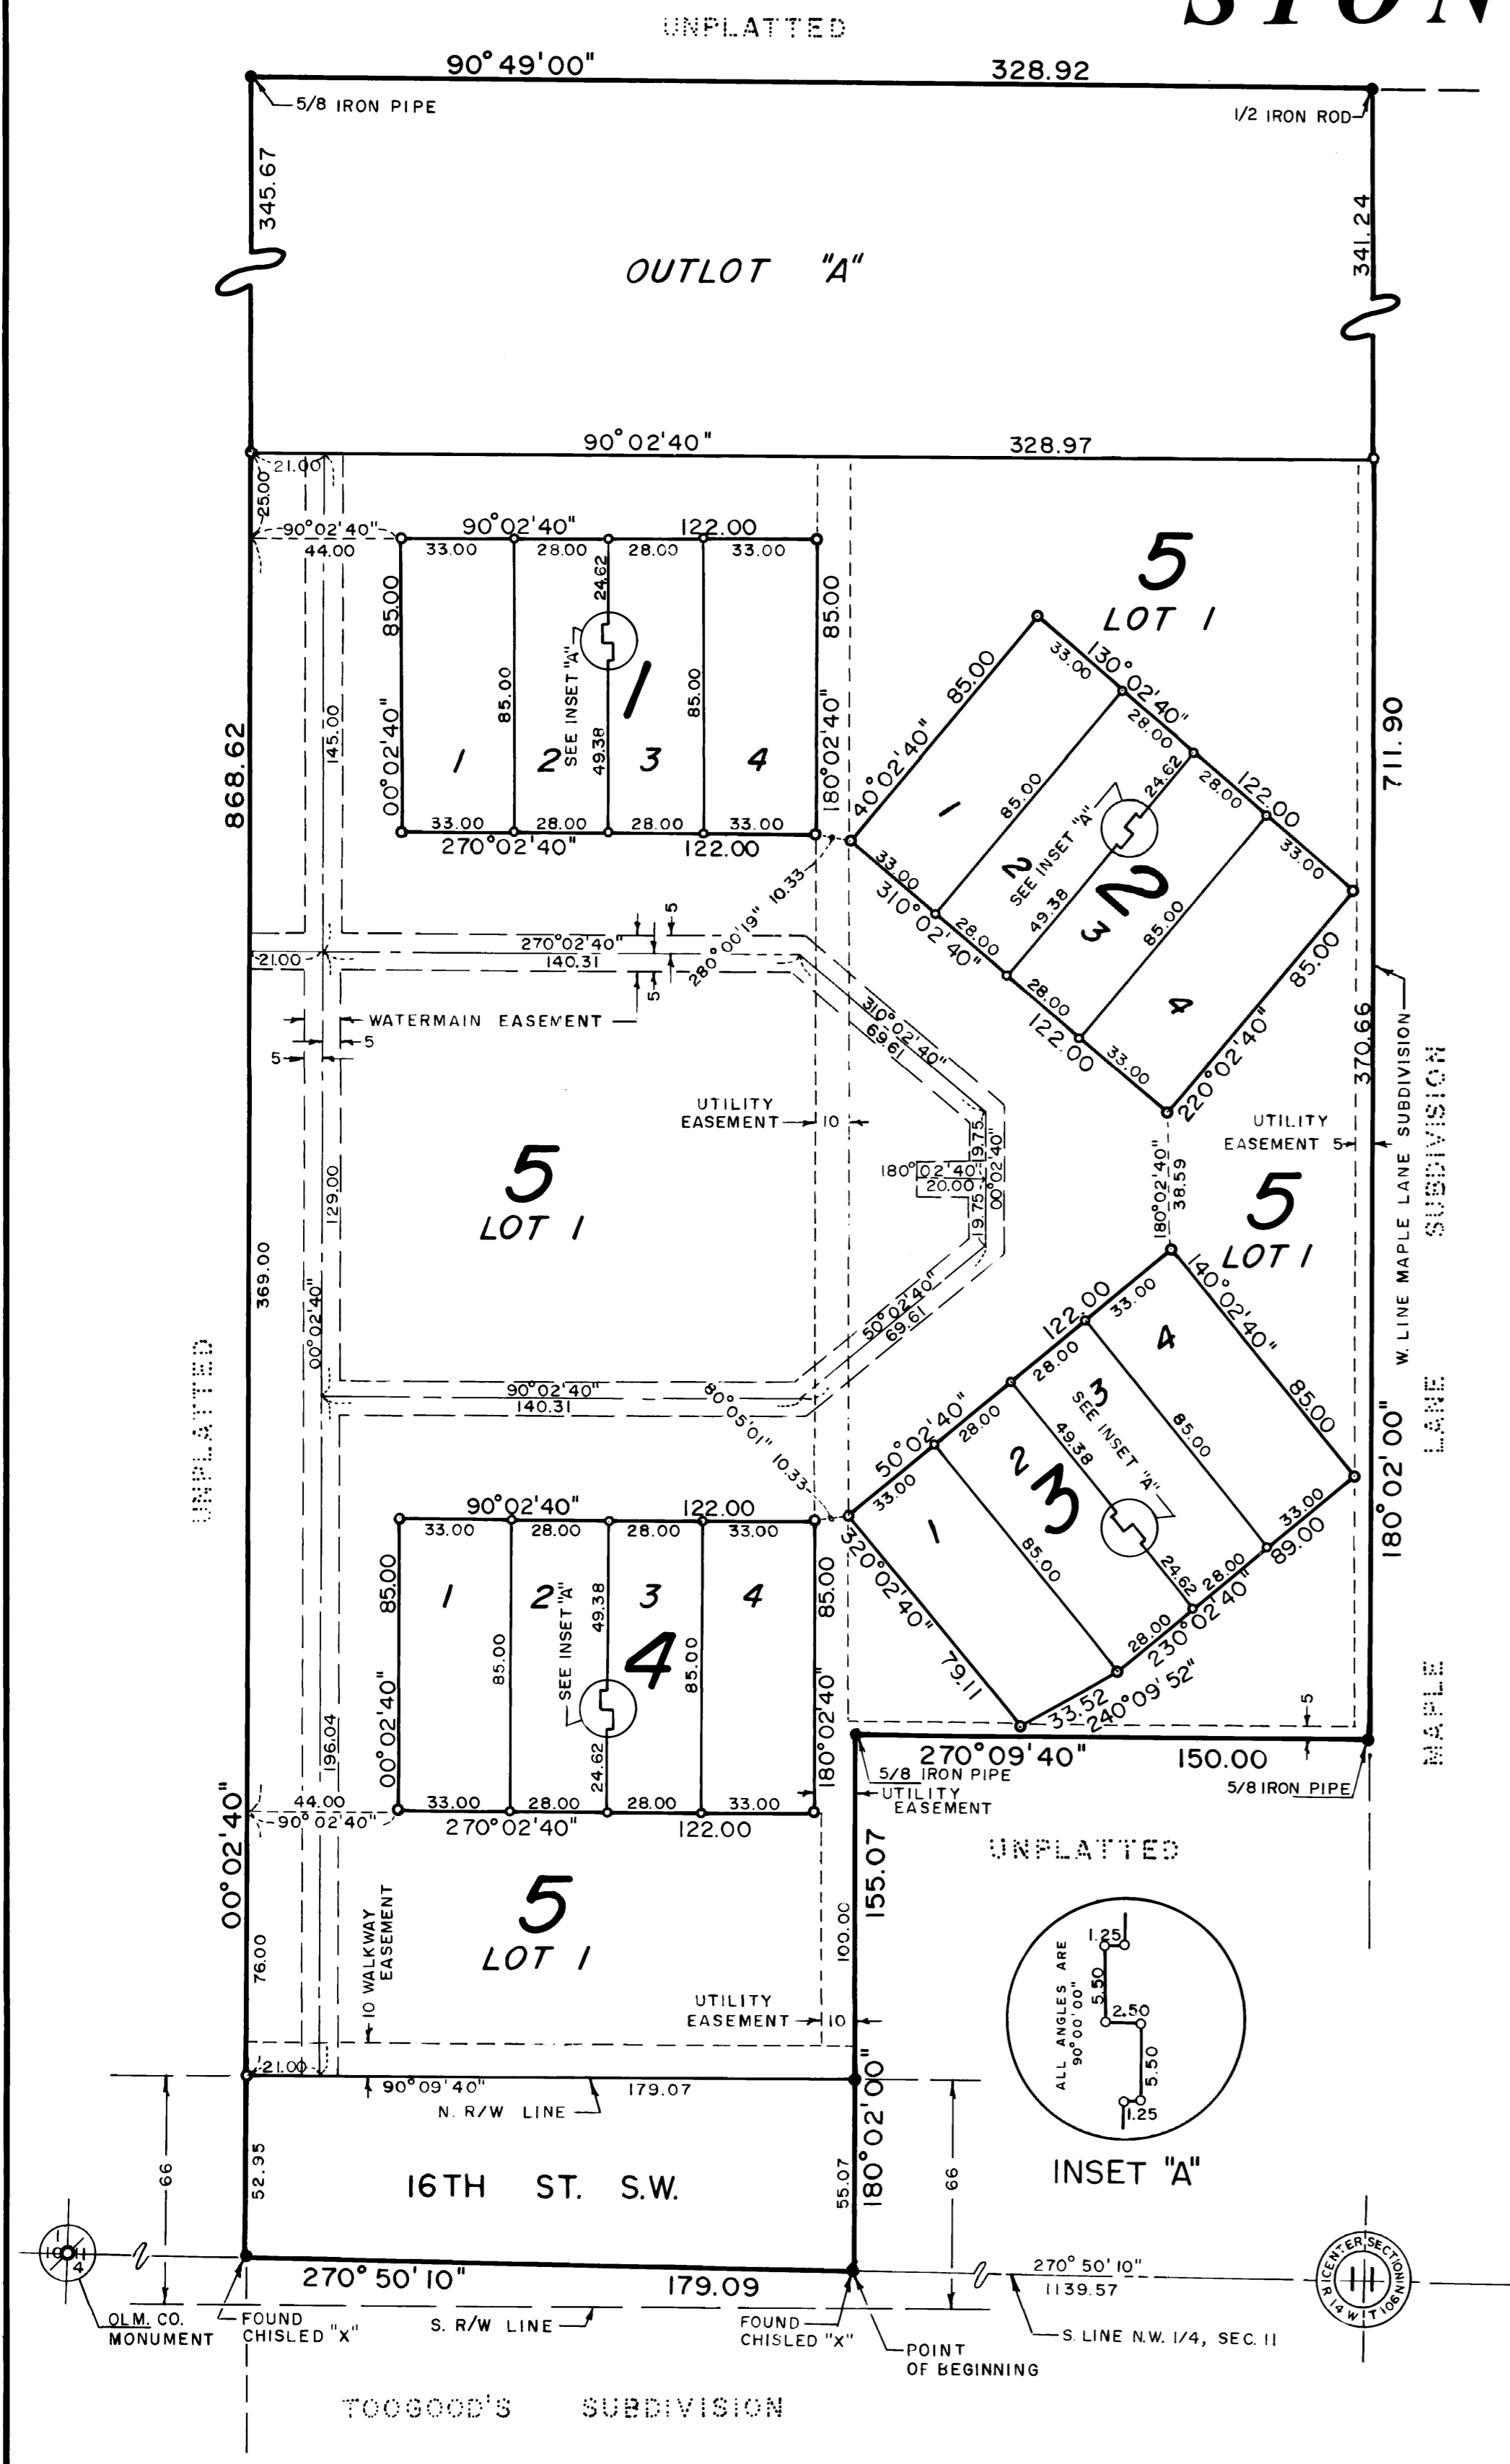 STON
UNPLATTED
90°49'00" 328.92
5/8 IRON PIPE
1/2 IRON ROD
345.67
341.24
OUTLOT "A"
90°02'40" 328.97
21.00
25.00
90°02'40"
44.00
90°02'40" 122.00
33.00 28.00 28.00 33.00
85.00
00°02'40"
85.00
24.62
SEE INSET "A"
49.38
85.00
85.00
180°02'40"
1
1 2 3 4
33.00 28.00 28.00 33.00
270°02'40" 122.00
145.00
868.62
5
LOT 1
85.00
40°02'40"
33.00
130°02'40"
28.00
28.00
122.00
33.00
85.00
24.62
SEE INSET "A"
49.38
85.00
2
1 2 3 4
33.00
310°02'40"
28.00
28.00
122.00
33.00
85.00
220°02'40"
711.90
370.66
W. LINE MAPLE LANE SUBDIVISION
MAPLE LANE SUBDIVISION
280°00'19" 10.33
21.00
270°02'40"
140.31
5
5
WATERMAIN EASEMENT
5
5
310°02'40"
69.61
UTILITY
EASEMENT 10
180°02'40"
20.00
19.75
19.75
00°02'40"
UTILITY
EASEMENT 5
180°02'40"
38.59
5
LOT 1
5
LOT 1
129.00
369.00
00°02'40"
UNPLATTED
50°02'40"
69.61
90°02'40"
140.31
80°05'01" 10.33
90°02'40" 122.00
33.00 28.00 28.00 33.00
85.00
00°02'40"
85.00
49.38
SEE INSET "A"
24.62
85.00
85.00
180°02'40"
4
1 2 3 4
33.00 28.00 28.00 33.00
270°02'40" 122.00
44.00
90°02'40"
196.04
00°02'40"
50°02'40"
122.00
33.00
28.00
28.00
33.00
140°02'40"
85.00
3
1 2 3 4
85.00
49.38
SEE INSET "A"
24.62
85.00
320°02'40"
79.11
33.52
240°09'52"
28.00
230°02'40"
28.00
33.00
89.00
180°02'00"
5
270°09'40" 150.00
5/8 IRON PIPE
5/8 IRON PIPE
UTILITY
EASEMENT
UNPLATTED
155.07
100.00
5
LOT 1
76.00
10 WALKWAY
EASEMENT
UTILITY
EASEMENT 10
21.00
90°09'40" 179.07
N. R/W LINE
180°02'00"
66
52.95
55.07
66
16TH ST. S.W.
1.25
5.50
2.50
5.50
1.25
ALL ANGLES ARE
90°00'00"
INSET "A"
1
10 11
4
270°50'10" 179.09
270°50'10"
1139.57
CENTER SECTION
11
R 14 W T 106 N
OLM. CO.
MONUMENT
FOUND
CHISLED "X"
S. R/W LINE
FOUND
CHISLED "X"
S. LINE N.W. 1/4, SEC. 11
POINT
OF BEGINNING
TOOGOOD'S SUBDIVISION